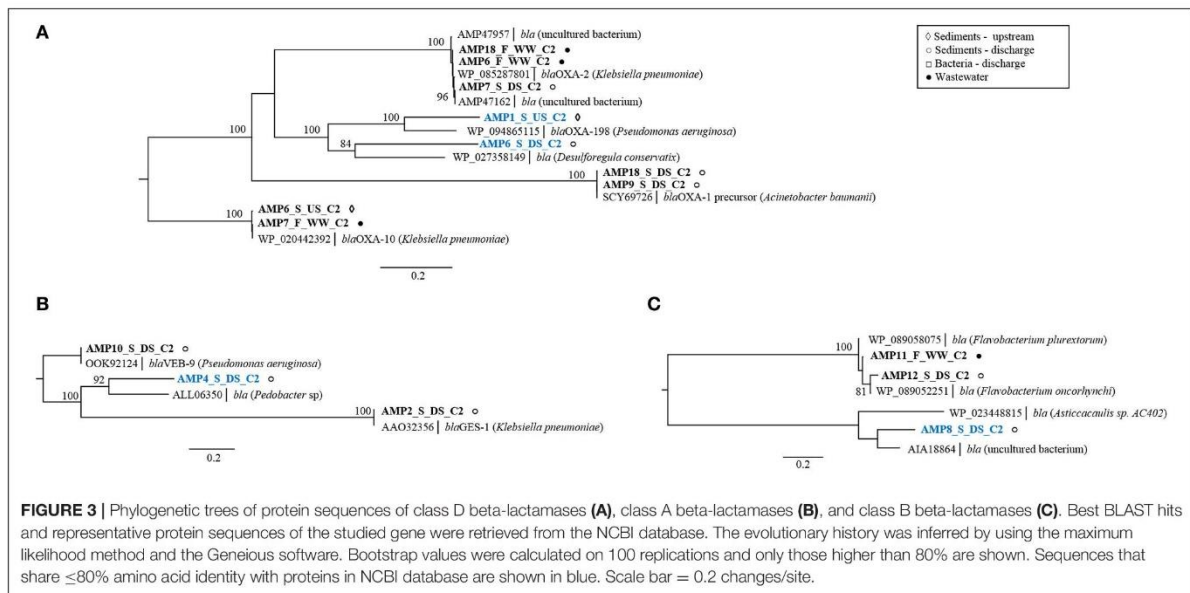 A
◊ Sediments - upstream
○ Sediments - discharge
□ Bacteria - discharge
● Wastewater
AMP47957 | bla (uncultured bacterium)
100
AMP18_F_WW_C2 ●
AMP6_F_WW_C2 ●
WP_085287801 | blaOXA-2 (Klebsiella pneumoniae)
AMP7_S_DS_C2 ○
96
AMP47162 | bla (uncultured bacterium)
100
AMP1_S_US_C2 ◊
100
100
WP_094865115 | blaOXA-198 (Pseudomonas aeruginosa)
84
AMP6_S_DS_C2 ○
WP_027358149 | bla (Desulforegula conservatix)
100
AMP18_S_DS_C2 ○
AMP9_S_DS_C2 ○
SCY69726 | blaOXA-1 precursor (Acinetobacter baumanii)
100
AMP6_S_US_C2 ◊
AMP7_F_WW_C2 ●
WP_020442392 | blaOXA-10 (Klebsiella pneumoniae)
0.2
B
AMP10_S_DS_C2 ○
100
OOK92124 | blaVEB-9 (Pseudomonas aeruginosa)
92
AMP4_S_DS_C2 ○
100
ALL06350 | bla (Pedobacter sp)
100
AMP2_S_DS_C2 ○
AAO32356 | blaGES-1 (Klebsiella pneumoniae)
0.2
C
WP_089058075 | bla (Flavobacterium plurextorum)
100
AMP11_F_WW_C2 ●
AMP12_S_DS_C2 ○
81
WP_089052251 | bla (Flavobacterium oncorhynchi)
WP_023448815 | bla (Asticcacaulis sp. AC402)
AMP8_S_DS_C2 ○
AIA18864 | bla (uncultured bacterium)
0.2
FIGURE 3 | Phylogenetic trees of protein sequences of class D beta-lactamases (A), class A beta-lactamases (B), and class B beta-lactamases (C). Best BLAST hits
and representative protein sequences of the studied gene were retrieved from the NCBI database. The evolutionary history was inferred by using the maximum
likelihood method and the Geneious software. Bootstrap values were calculated on 100 replications and only those higher than 80% are shown. Sequences that
share ≤80% amino acid identity with proteins in NCBI database are shown in blue. Scale bar = 0.2 changes/site.